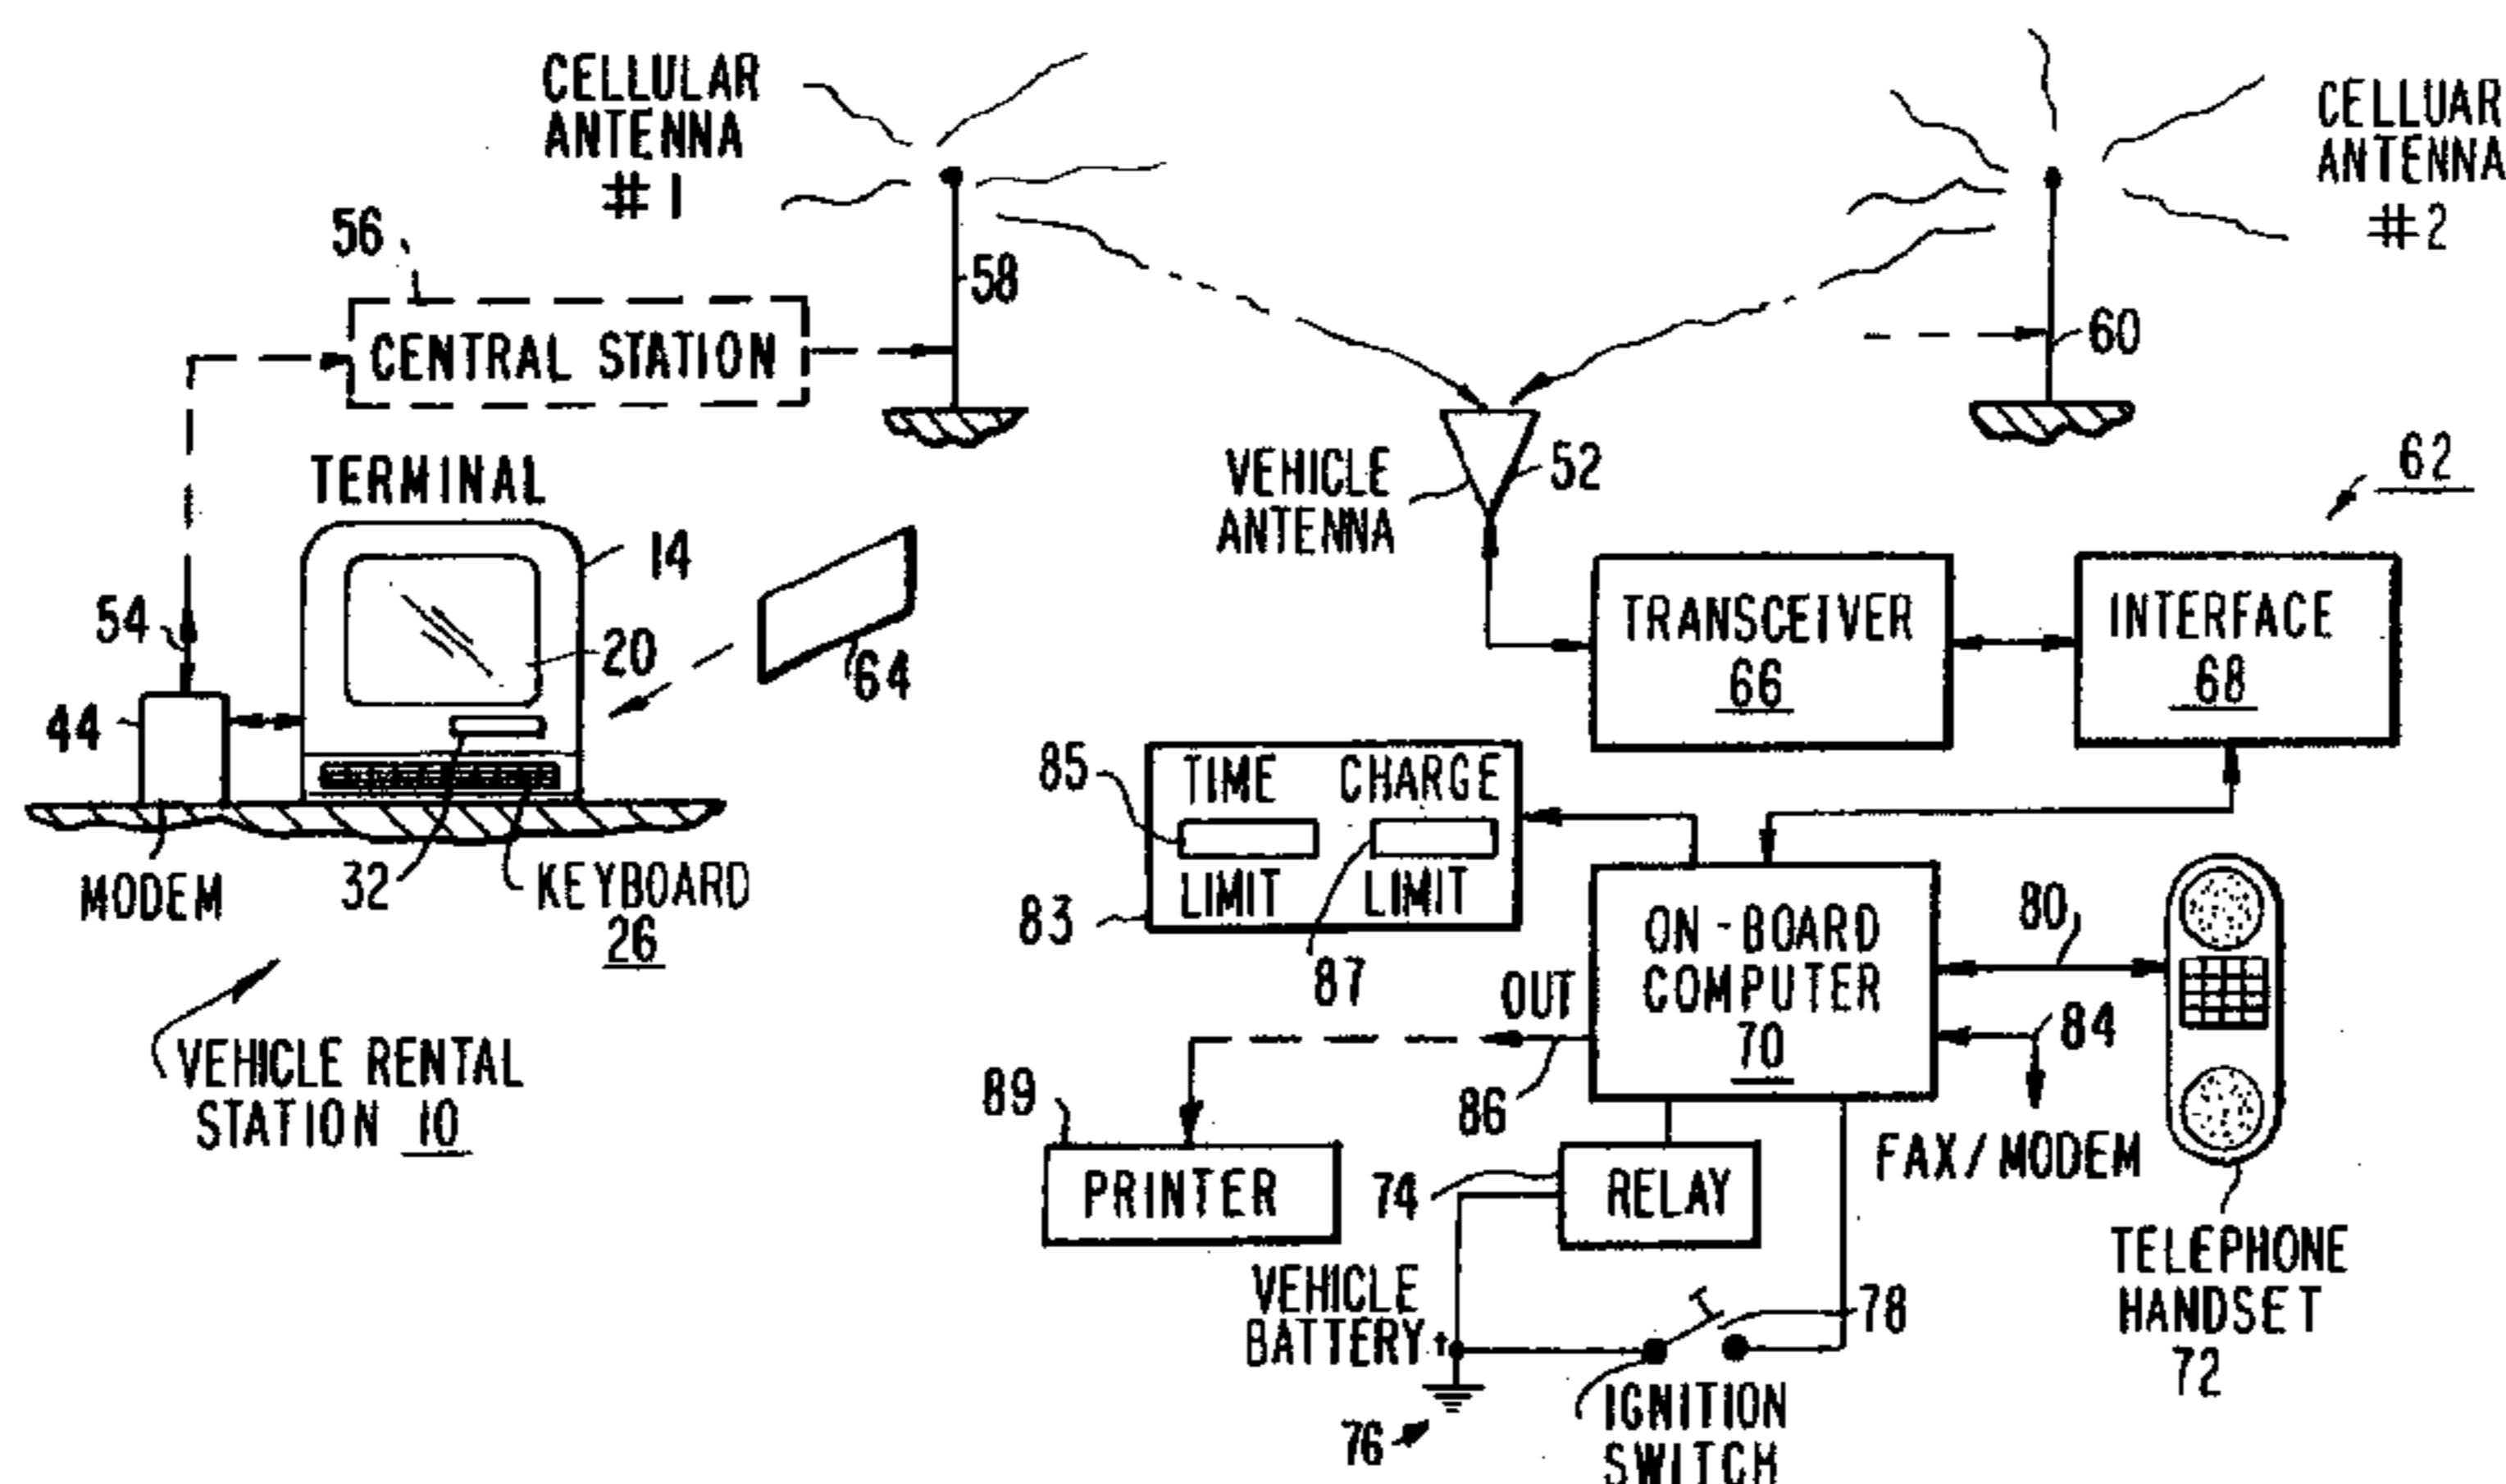 CELLULAR
ANTENNA
# 1
CELLUAR
ANTENNA
#2
56
58
CENTRAL STATION
60
TERMINAL
VEHICLE
ANTENNA
52
62
14
54
20
64
TRANSCEIVER
66
INTERFACE
68
44
85
TIME CHARGE
LIMIT LIMIT
83
87
MODEM
32
KEYBOARD
26
ON-BOARD
COMPUTER
70
80
OUT
84
86
VEHICLE RENTAL
STATION 10
89
PRINTER
74
RELAY
FAX/MODEM
TELEPHONE
HANDSET
72
VEHICLE
BATTERY +
78
76
IGNITION
SWITCH